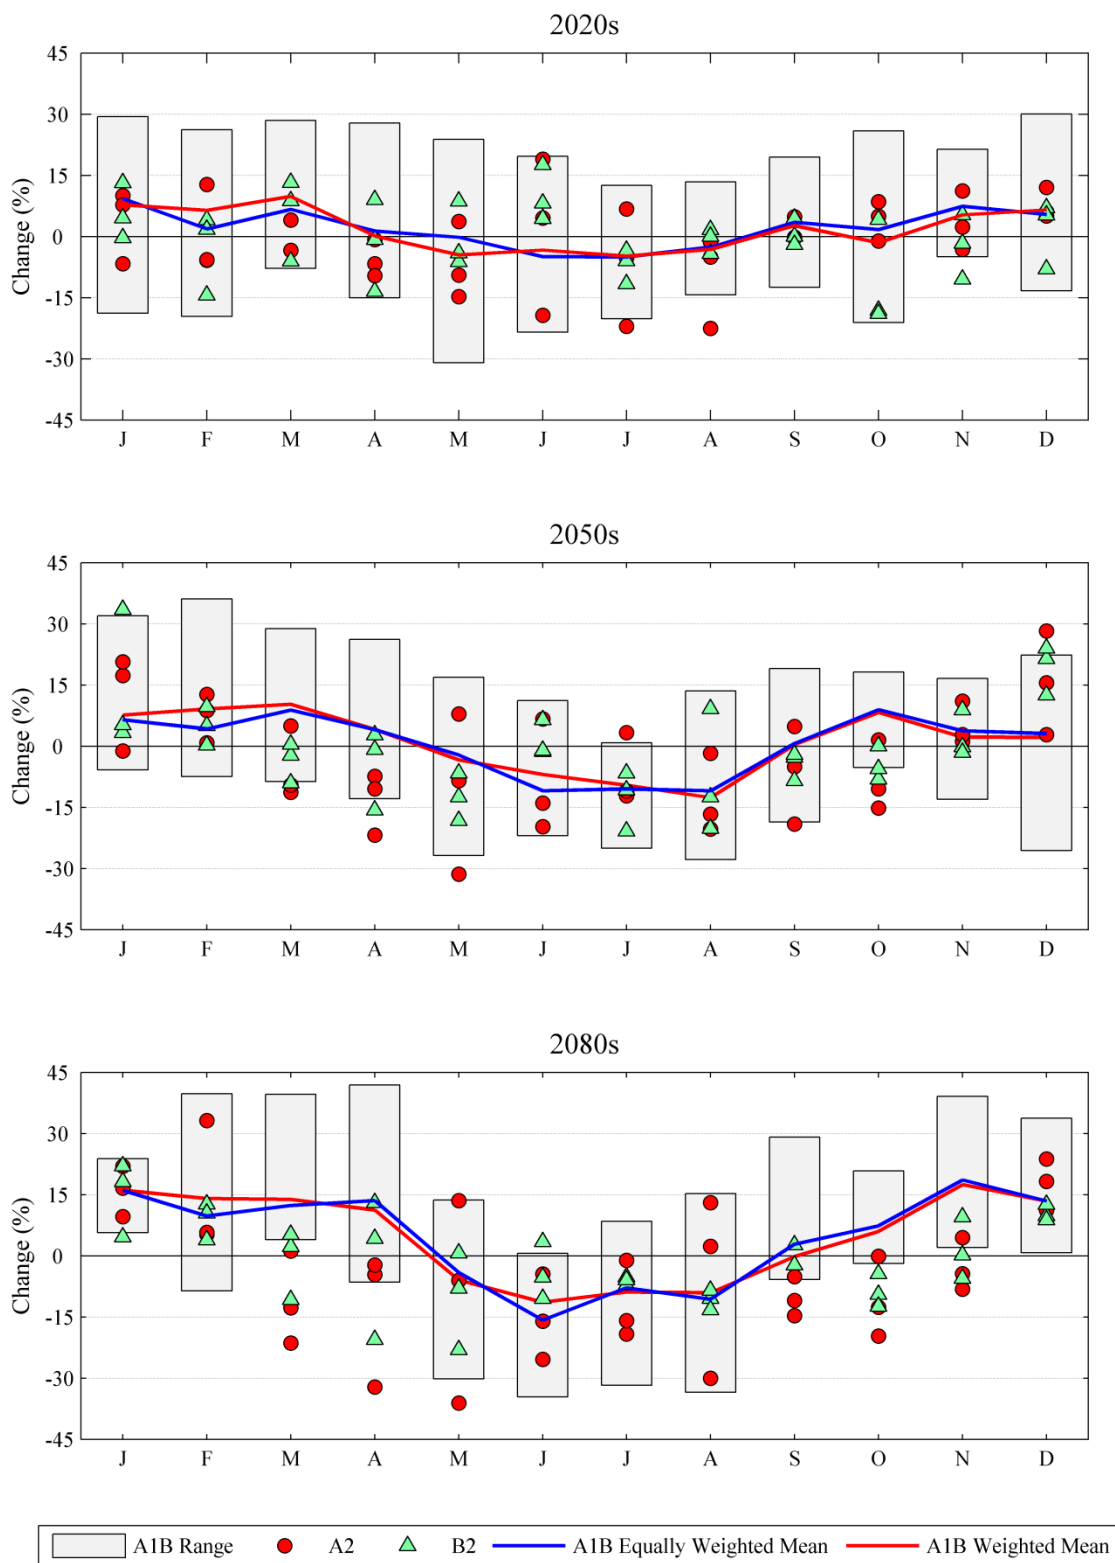 2020s
45
30
15
0
-15
-30
-45
Change (%)
J F M A M J J A S O N D
2050s
45
30
15
0
-15
-30
-45
Change (%)
J F M A M J J A S O N D
2080s
45
30
15
0
-15
-30
-45
Change (%)
J F M A M J J A S O N D
A1B Range A2 B2 A1B Equally Weighted Mean A1B Weighted Mean